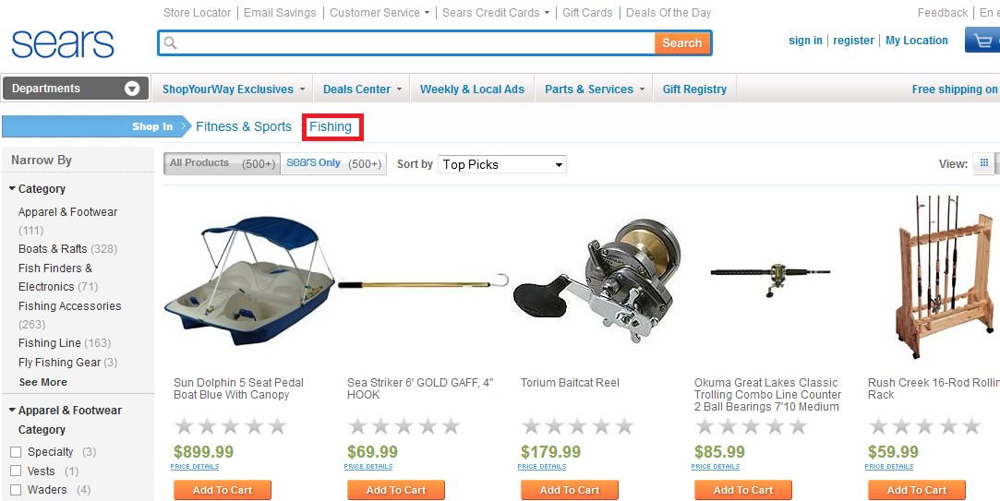 Store Locator | Email Savings | Customer Service | Sears Credit Cards | Gift Cards | Deals Of the Day
Feedback | En e
sears
Search
sign in | register | My Location
Departments
ShopYourWay Exclusives
Deals Center
Weekly & Local Ads
Parts & Services
Gift Registry
Free shipping on
Shop In
Fitness & Sports
Fishing
Narrow By
All Products (500+)
sears Only (500+)
Sort by
Top Picks
View:
Category
Apparel & Footwear
(111)
Boats & Rafts (328)
Fish Finders &
Electronics (71)
Fishing Accessories
(263)
Fishing Line (163)
Fly Fishing Gear (3)
See More
Apparel & Footwear
Category
Specialty (3)
Vests (1)
Waders (4)
Sun Dolphin 5 Seat Pedal
Boat Blue With Canopy
$899.99
PRICE DETAILS
Add To Cart
Sea Striker 6' GOLD GAFF, 4"
HOOK
$69.99
PRICE DETAILS
Add To Cart
Torium Baitcat Reel
$179.99
PRICE DETAILS
Add To Cart
Okuma Great Lakes Classic
Trolling Combo Line Counter
2 Ball Bearings 7'10 Medium
$85.99
PRICE DETAILS
Add To Cart
Rush Creek 16-Rod Rollin
Rack
$59.99
PRICE DETAILS
Add To Cart